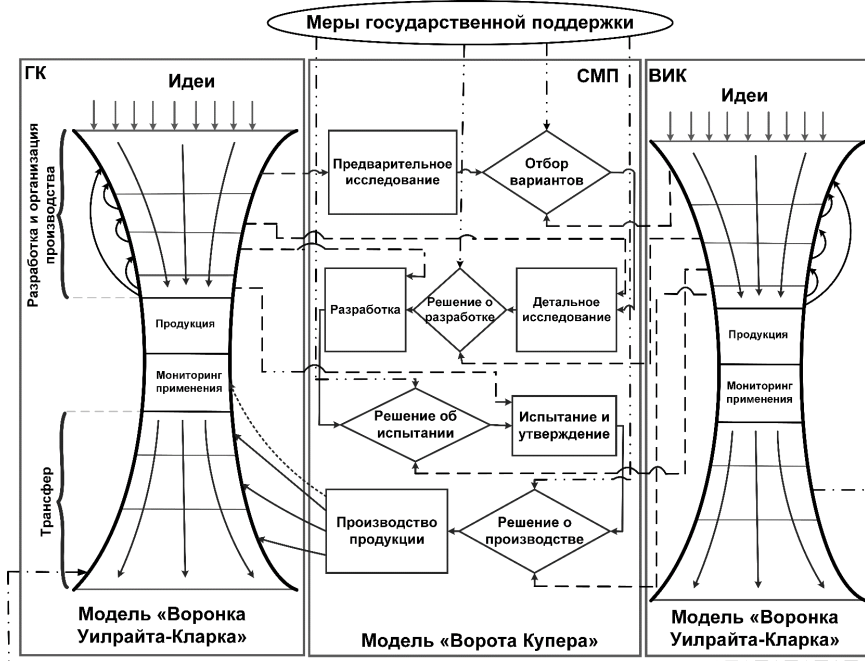 Меры государственной поддержки
ГК
СМП
ВИК
Идеи
Идеи
Разработка и организация
производства
Предварительное
исследование
Отбор
вариантов
Разработка
Решение о
разработке
Детальное
исследование
Продукция
Мониторинг
применения
Продукция
Мониторинг
применения
Решение об
испытании
Испытание и
утверждение
Трансфер
Производство
продукции
Решение о
производстве
Модель «Воронка
Уилрайта-Кларка»
Модель «Ворота Купера»
Модель «Воронка
Уилрайта-Кларка»